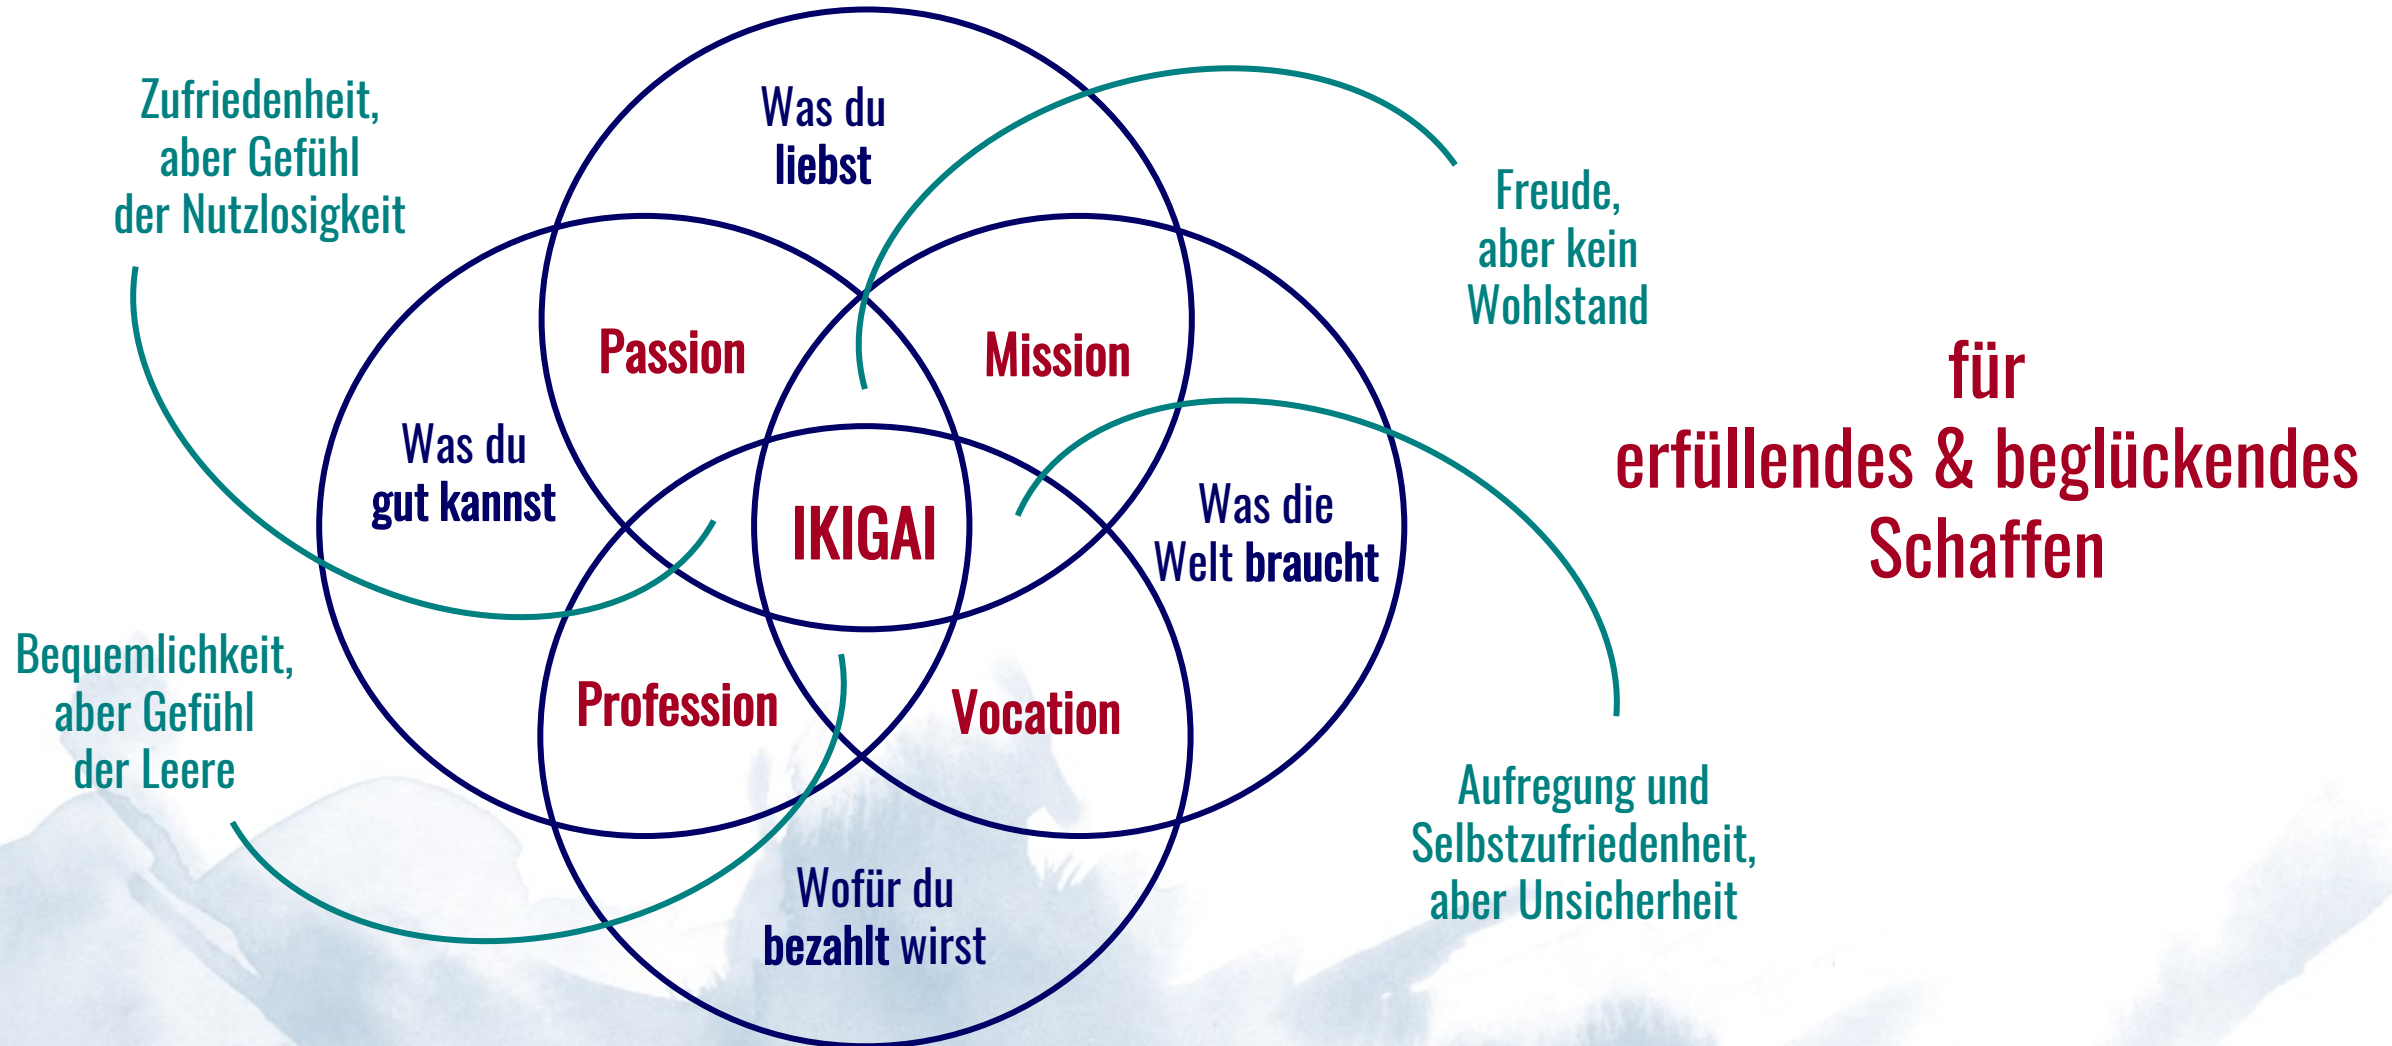 Was du
liebst
Zufriedenheit,
aber Gefühl
der Nutzlosigkeit
Freude,
aber kein
Wohlstand
Passion
Mission
für
erfüllendes & beglückendes
Schaffen
Was du
gut kannst
IKIGAI
Was die
Welt braucht
Bequemlichkeit,
aber Gefühl
der Leere
Profession
Vocation
Aufregung und
Selbstzufriedenheit,
aber Unsicherheit
Wofür du
bezahlt wirst